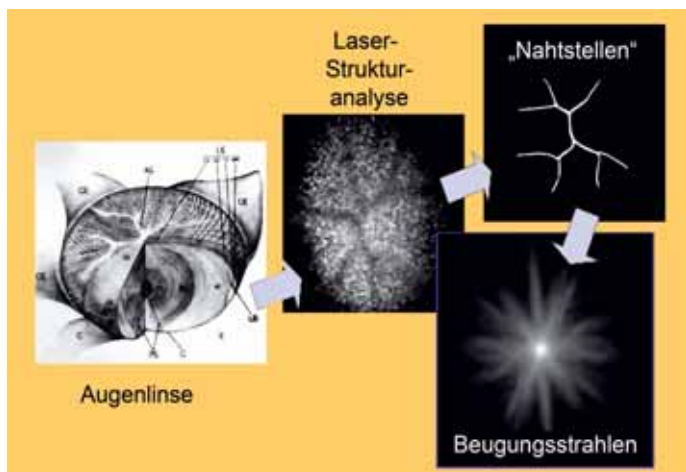 Laser-
Struktur-
analyse
„Nahtstellen“
Augenlinse
Beugungsstrahlen